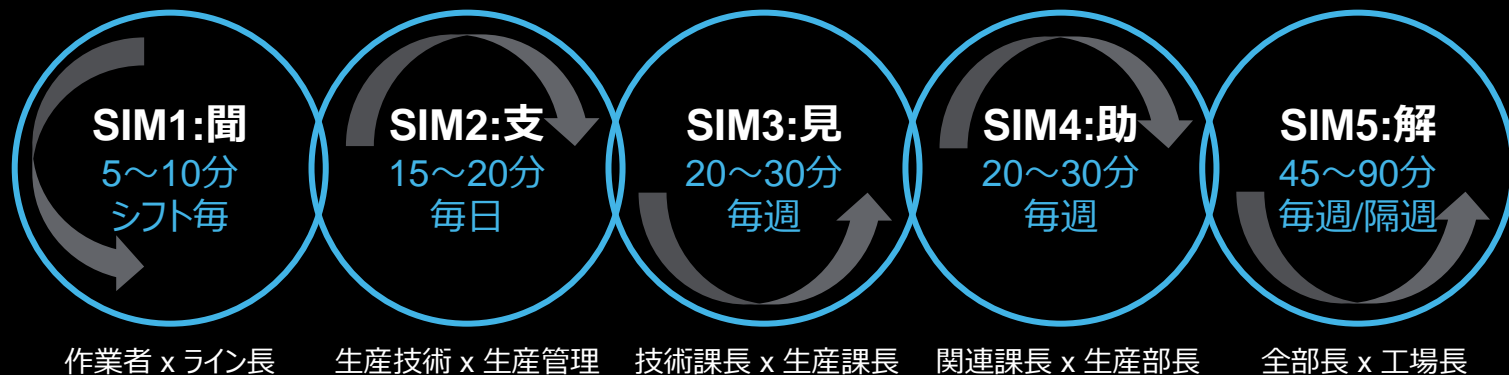 SIM1:聞
5～10分
シフト毎
作業者 x ライン長
SIM2:支
15～20分
毎日
生産技術 x 生産管理
SIM3:見
20～30分
毎週
技術課長 x 生産課長
SIM4:助
20～30分
毎週
関連課長 x 生産部長
SIM5:解
45～90分
毎週/隔週
全部長 x 工場長